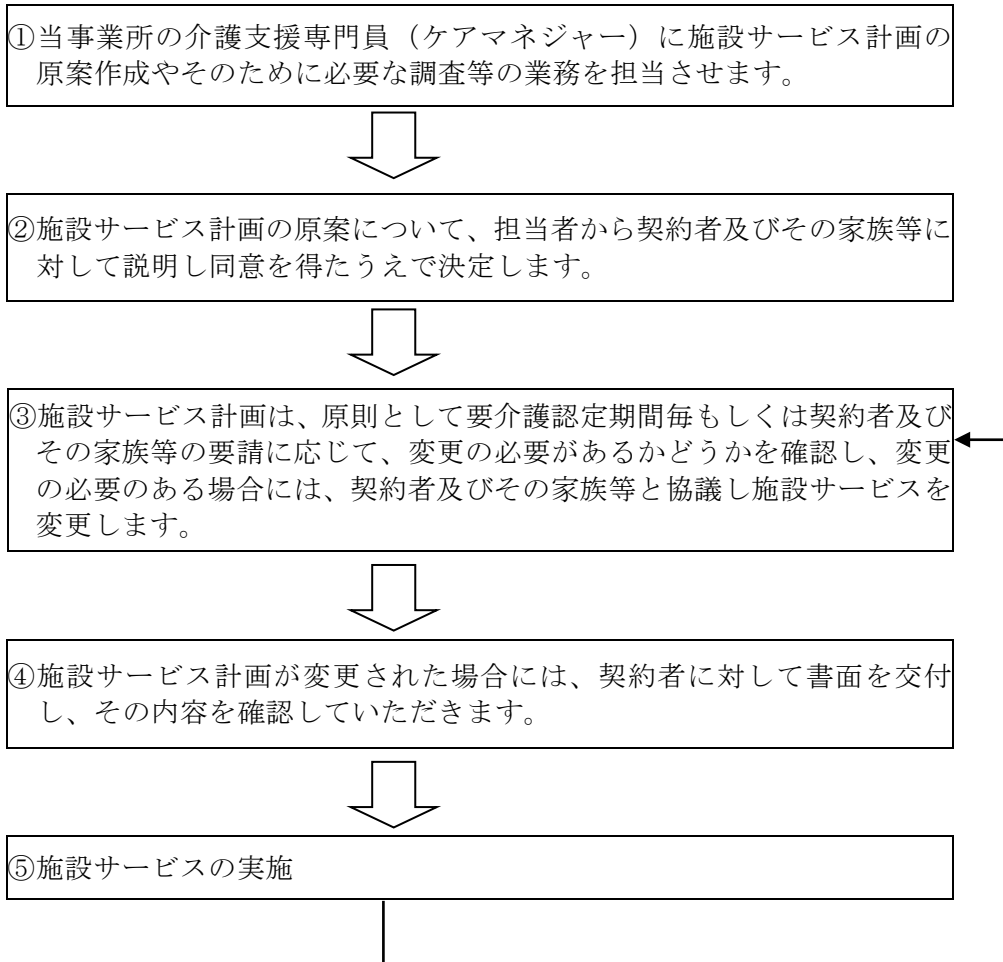 ①当事業所の介護支援専門員（ケアマネジャー）に施設サービス計画の
原案作成やそのために必要な調査等の業務を担当させます。
②施設サービス計画の原案について、担当者から契約者及びその家族等に
対して説明し同意を得たうえで決定します。
③施設サービス計画は、原則として要介護認定期間毎もしくは契約者及び
その家族等の要請に応じて、変更の必要があるかどうかを確認し、変更
の必要のある場合には、契約者及びその家族等と協議し施設サービスを
変更します。
④施設サービス計画が変更された場合には、契約者に対して書面を交付
し、その内容を確認していただきます。
⑤施設サービスの実施